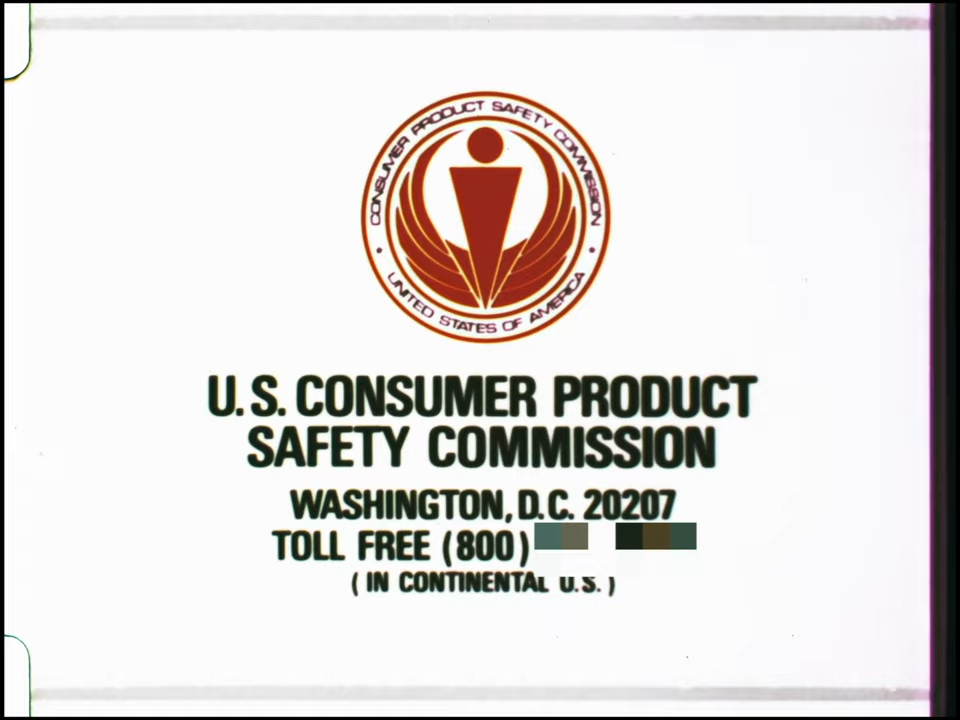 CONSUMER PRODUCT SAFETY COMMISSION
UNITED STATES OF AMERICA
U.S. CONSUMER PRODUCT
SAFETY COMMISSION
WASHINGTON, D.C. 20207
TOLL FREE (800)
(IN CONTINENTAL U.S.)